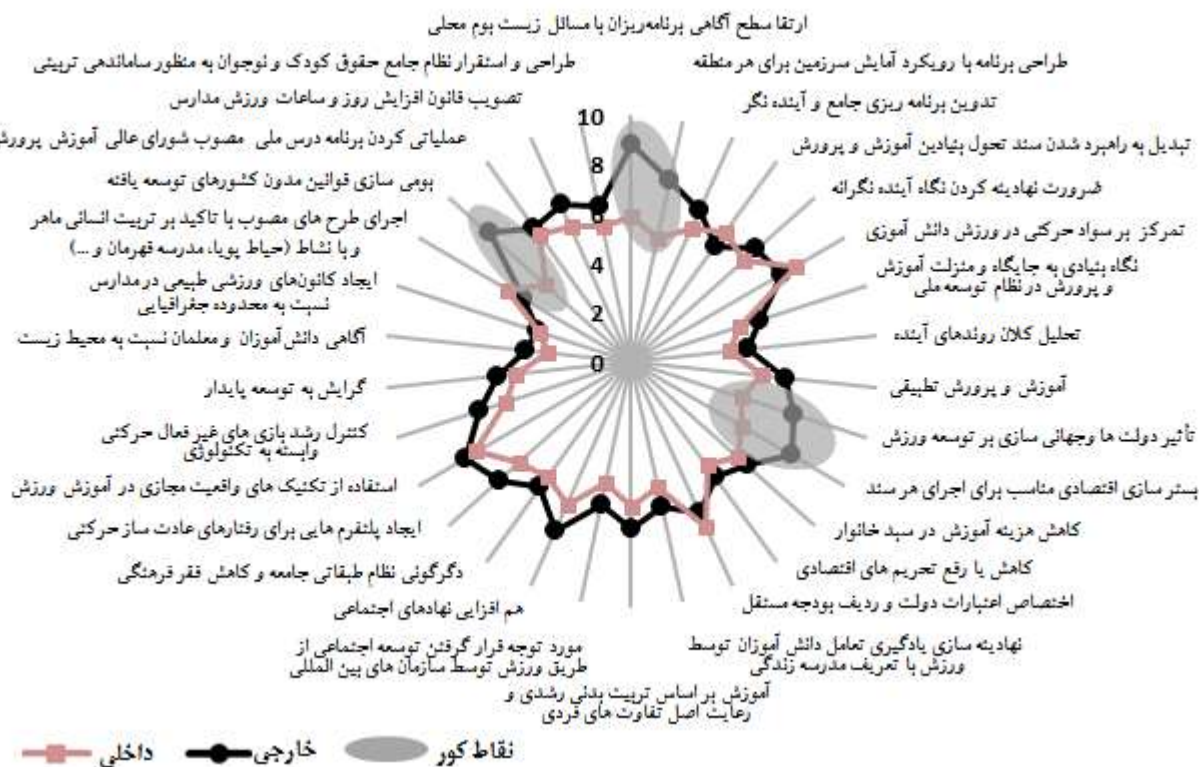 ارتقا سطح آگاهی برنامه‌ریزان با مسائل زیست بوم محلی
طراحی برنامه با رویکرد آمایش سرزمین برای هر منطقه
تدوین برنامه ریزی جامع و آینده نگر
تبدیل به راهبرد شدن سند تحول بنیادین آموزش و پرورش
ضرورت نهادینه کردن نگاه آینده نگرانه
تمرکز بر سواد حرکتی در ورزش دانش آموزی
نگاه بنیادی به جایگاه و منزلت آموزش
و پرورش در نظام توسعه ملی
تحلیل کلان روندهای آینده
آموزش و پرورش تطبیقی
تأثیر دولت ها وجهانی سازی بر توسعه ورزش
بستر سازی اقتصادی مناسب برای اجرای هر سند
کاهش هزینه آموزش در سبد خانوار
کاهش یا رفع تحریم های اقتصادی
اختصاص اعتبارات دولت و ردیف بودجه مستقل
نهادینه سازی یادگیری تعامل دانش آموزان توسط
ورزش با تعریف مدرسه زندگی
آموزش بر اساس تربیت بدنی رشدی و
رعایت اصل تفاوت های فردی
مورد توجه قرار گرفتن توسعه اجتماعی از
طریق ورزش توسط سازمان های بین المللی
هم افزایی نهادهای اجتماعی
دگرگونی نظام طبقاتی جامعه و کاهش فقر فرهنگی
ایجاد پلتفرم هایی برای رفتارهای عادت ساز حرکتی
استفاده از تکنیک های واقعیت مجازی در آموزش ورزش
کنترل رشد بازی های غیر فعال حرکتی
وابسته به تکنولوژی
گرایش به توسعه پایدار
آگاهی دانش‌آموزان و معلمان نسبت به محیط زیست
ایجاد کانون‌های ورزشی طبیعی در مدارس
نسبت به محدوده جغرافیایی
اجرای طرح های مصوب با تاکید بر تربیت انسانی ماهر
و با نشاط (حیاط پویا، مدرسه قهرمان و ...)
بومی سازی قوانین مدون کشورهای توسعه یافته
عملیاتی کردن برنامه درس ملی مصوب شورای عالی آموزش پرورش
تصویب قانون افزایش روز و ساعات ورزش مدارس
طراحی و استقرار نظام جامع حقوق کودک و نوجوان به منظور ساماندهی تربیتی
10
8
6
4
2
0
نقاط کور
خارجی
داخلی